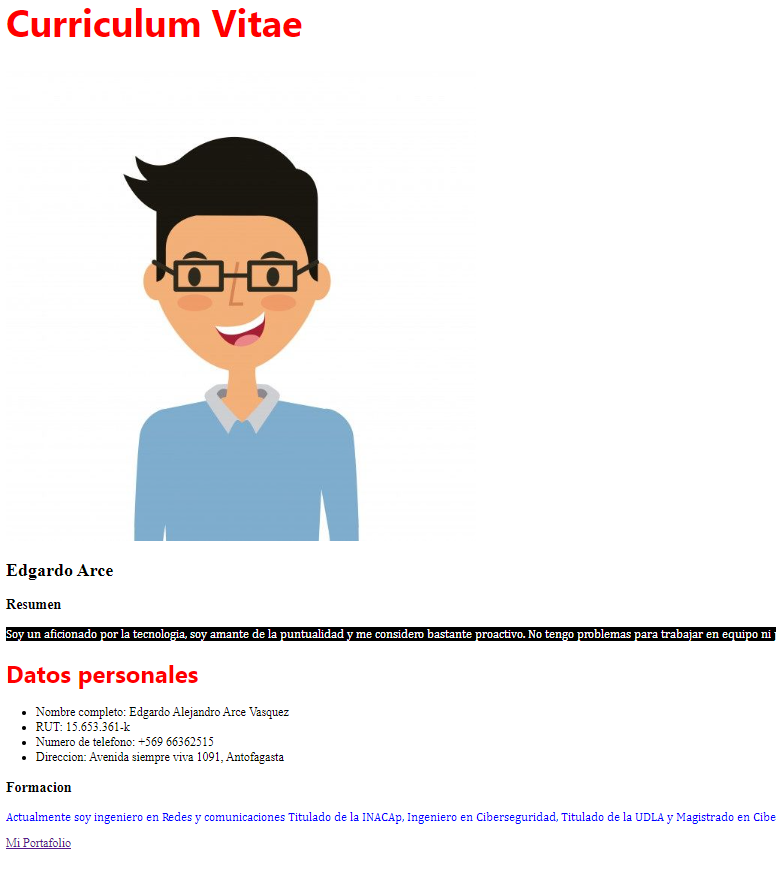 Curriculum Vitae
Edgardo Arce
Resumen
Soy un aficionado por la tecnologia, soy amante de la puntualidad y me considero bastante proactivo. No tengo problemas para trabajar en equipo ni
Datos personales
Nombre completo: Edgardo Alejandro Arce Vasquez
RUT: 15.653.361-k
Numero de telefono: +569 66362515
Direccion: Avenida siempre viva 1091, Antofagasta
Formacion
Actualmente soy ingeniero en Redes y comunicaciones Titulado de la INACAp, Ingeniero en Ciberseguridad, Titulado de la UDLA y Magistrado en Cibe
Mi Portafolio